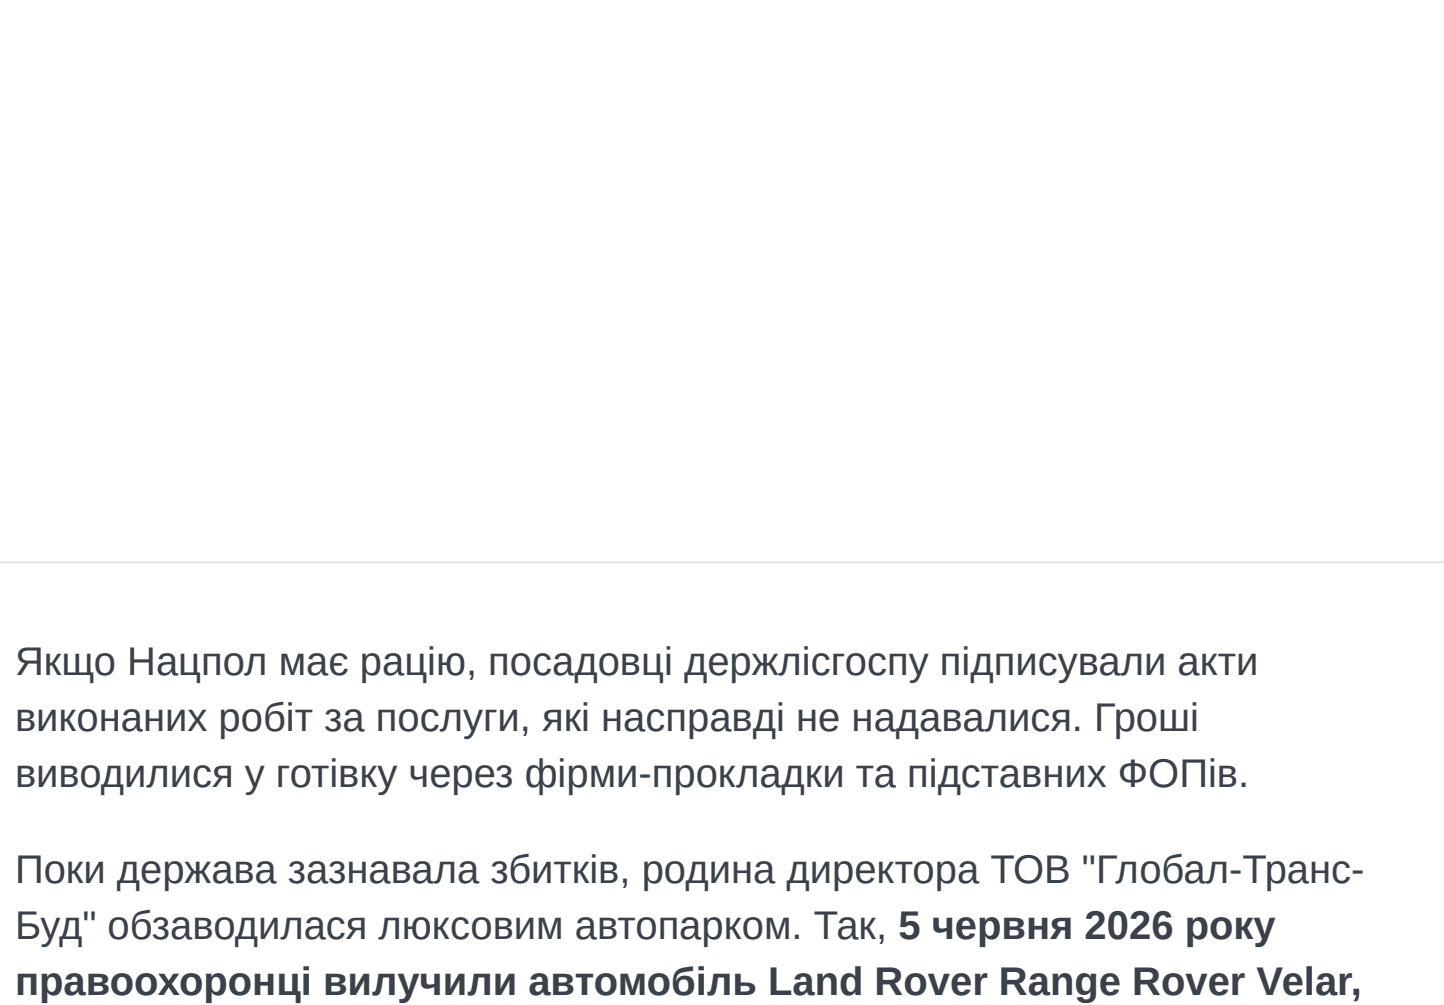 Якщо Нацпол має рацію, посадовці держлісгоспу підписували акти
виконаних робіт за послуги, які насправді не надавалися. Гроші
виводилися у готівку через фірми-прокладки та підставних ФОПів.
Поки держава зазнавала збитків, родина директора ТОВ "Глобал-Транс-
Буд" обзаводилася люксовим автопарком. Так, 5 червня 2026 року
правоохоронці вилучили автомобіль Land Rover Range Rover Velar,